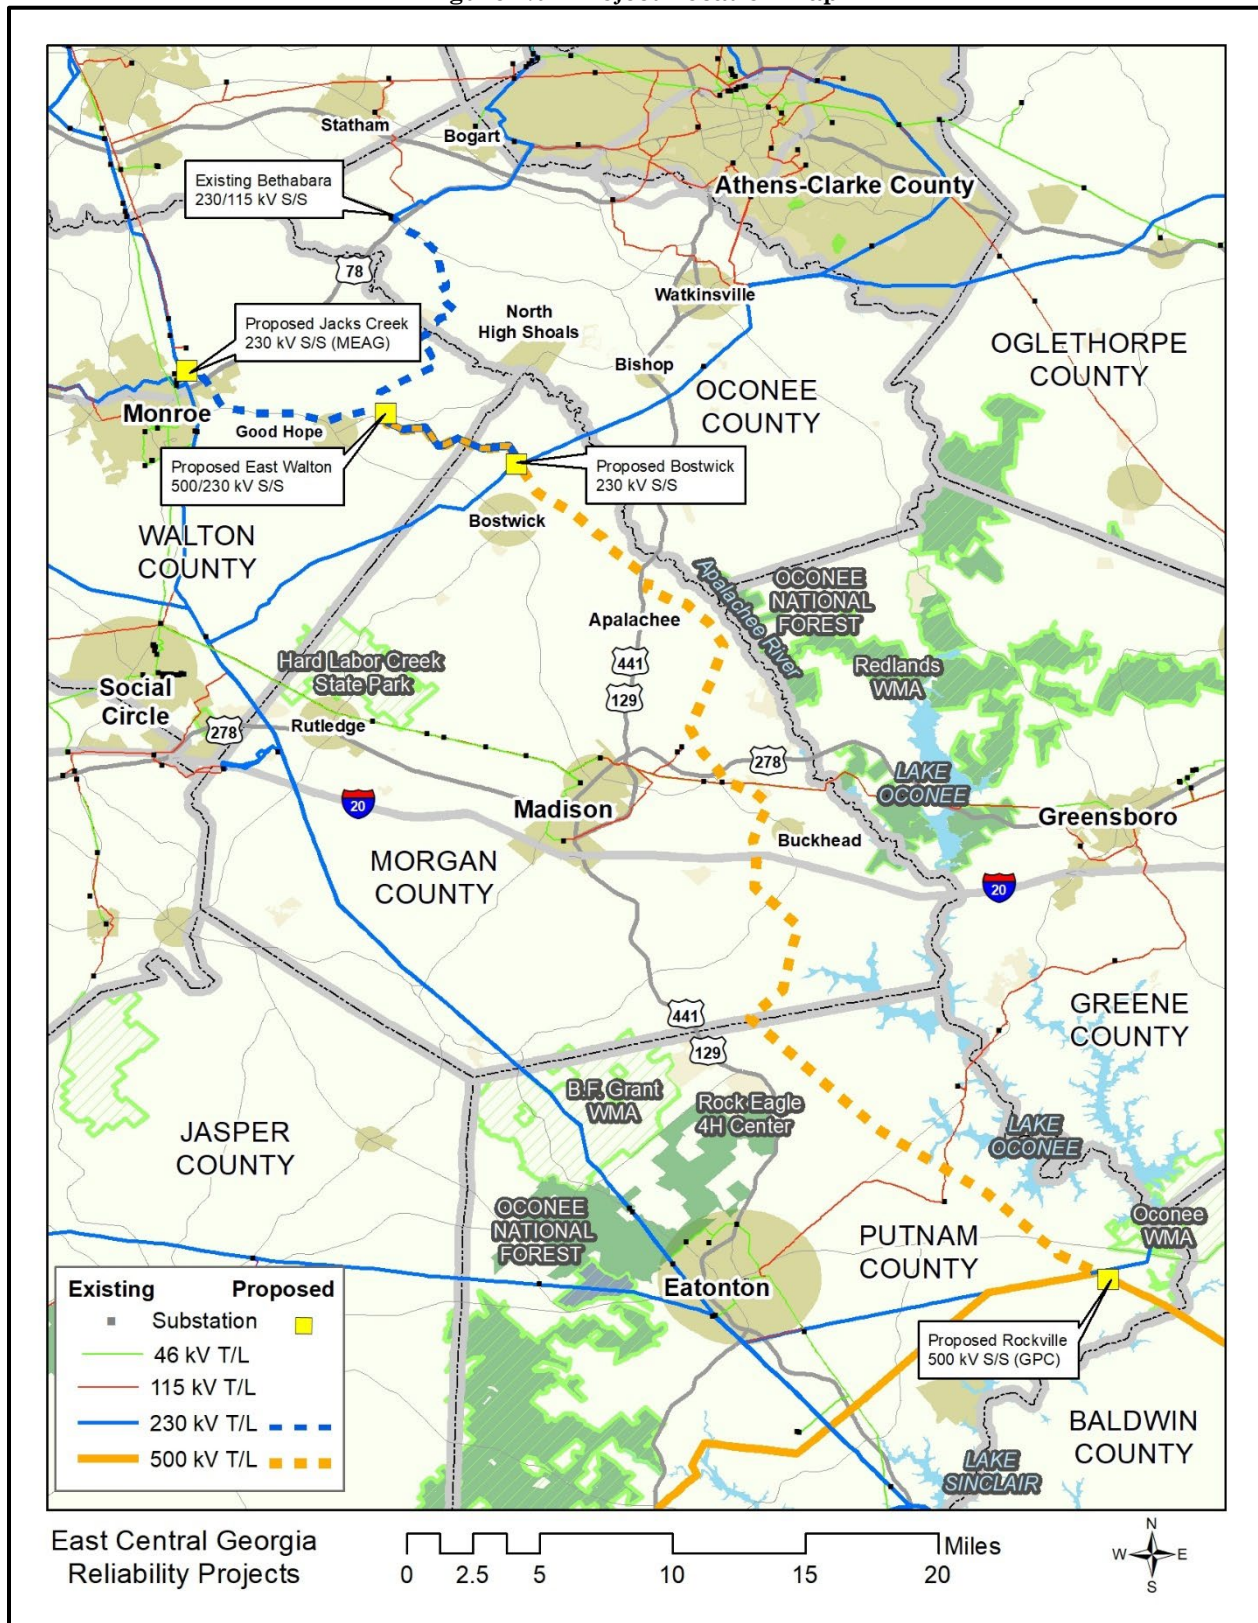 Statham
Bogart
Existing Bethabara
230/115 kV S/S
Athens-Clarke County
78
Watkinsville
North
High Shoals
Proposed Jacks Creek
230 kV S/S (MEAG)
Bishop
OGLETHORPE
COUNTY
OCONEE
COUNTY
Monroe
Good Hope
Proposed East Walton
500/230 kV S/S
Proposed Bostwick
230 kV S/S
Bostwick
WALTON
COUNTY
Apalachee River
OCONEE
NATIONAL
FOREST
Apalachee
441
129
Redlands
WMA
Hard Labor Creek
State Park
Social
Circle
278
Rutledge
278
LAKE
OCONEE
20
Madison
Greensboro
Buckhead
MORGAN
COUNTY
20
GREENE
COUNTY
441
129
B.F. Grant
WMA
Rock Eagle
4H Center
JASPER
COUNTY
LAKE
OCONEE
OCONEE
NATIONAL
FOREST
Oconee
WMA
PUTNAM
COUNTY
Eatonton
Proposed Rockville
500 kV S/S (GPC)
BALDWIN
COUNTY
LAKE
SINCLAIR
Existing Proposed
Substation
46 kV T/L
115 kV T/L
230 kV T/L
500 kV T/L
East Central Georgia
Reliability Projects
Miles
0 2.5 5 10 15 20
N
W E
S